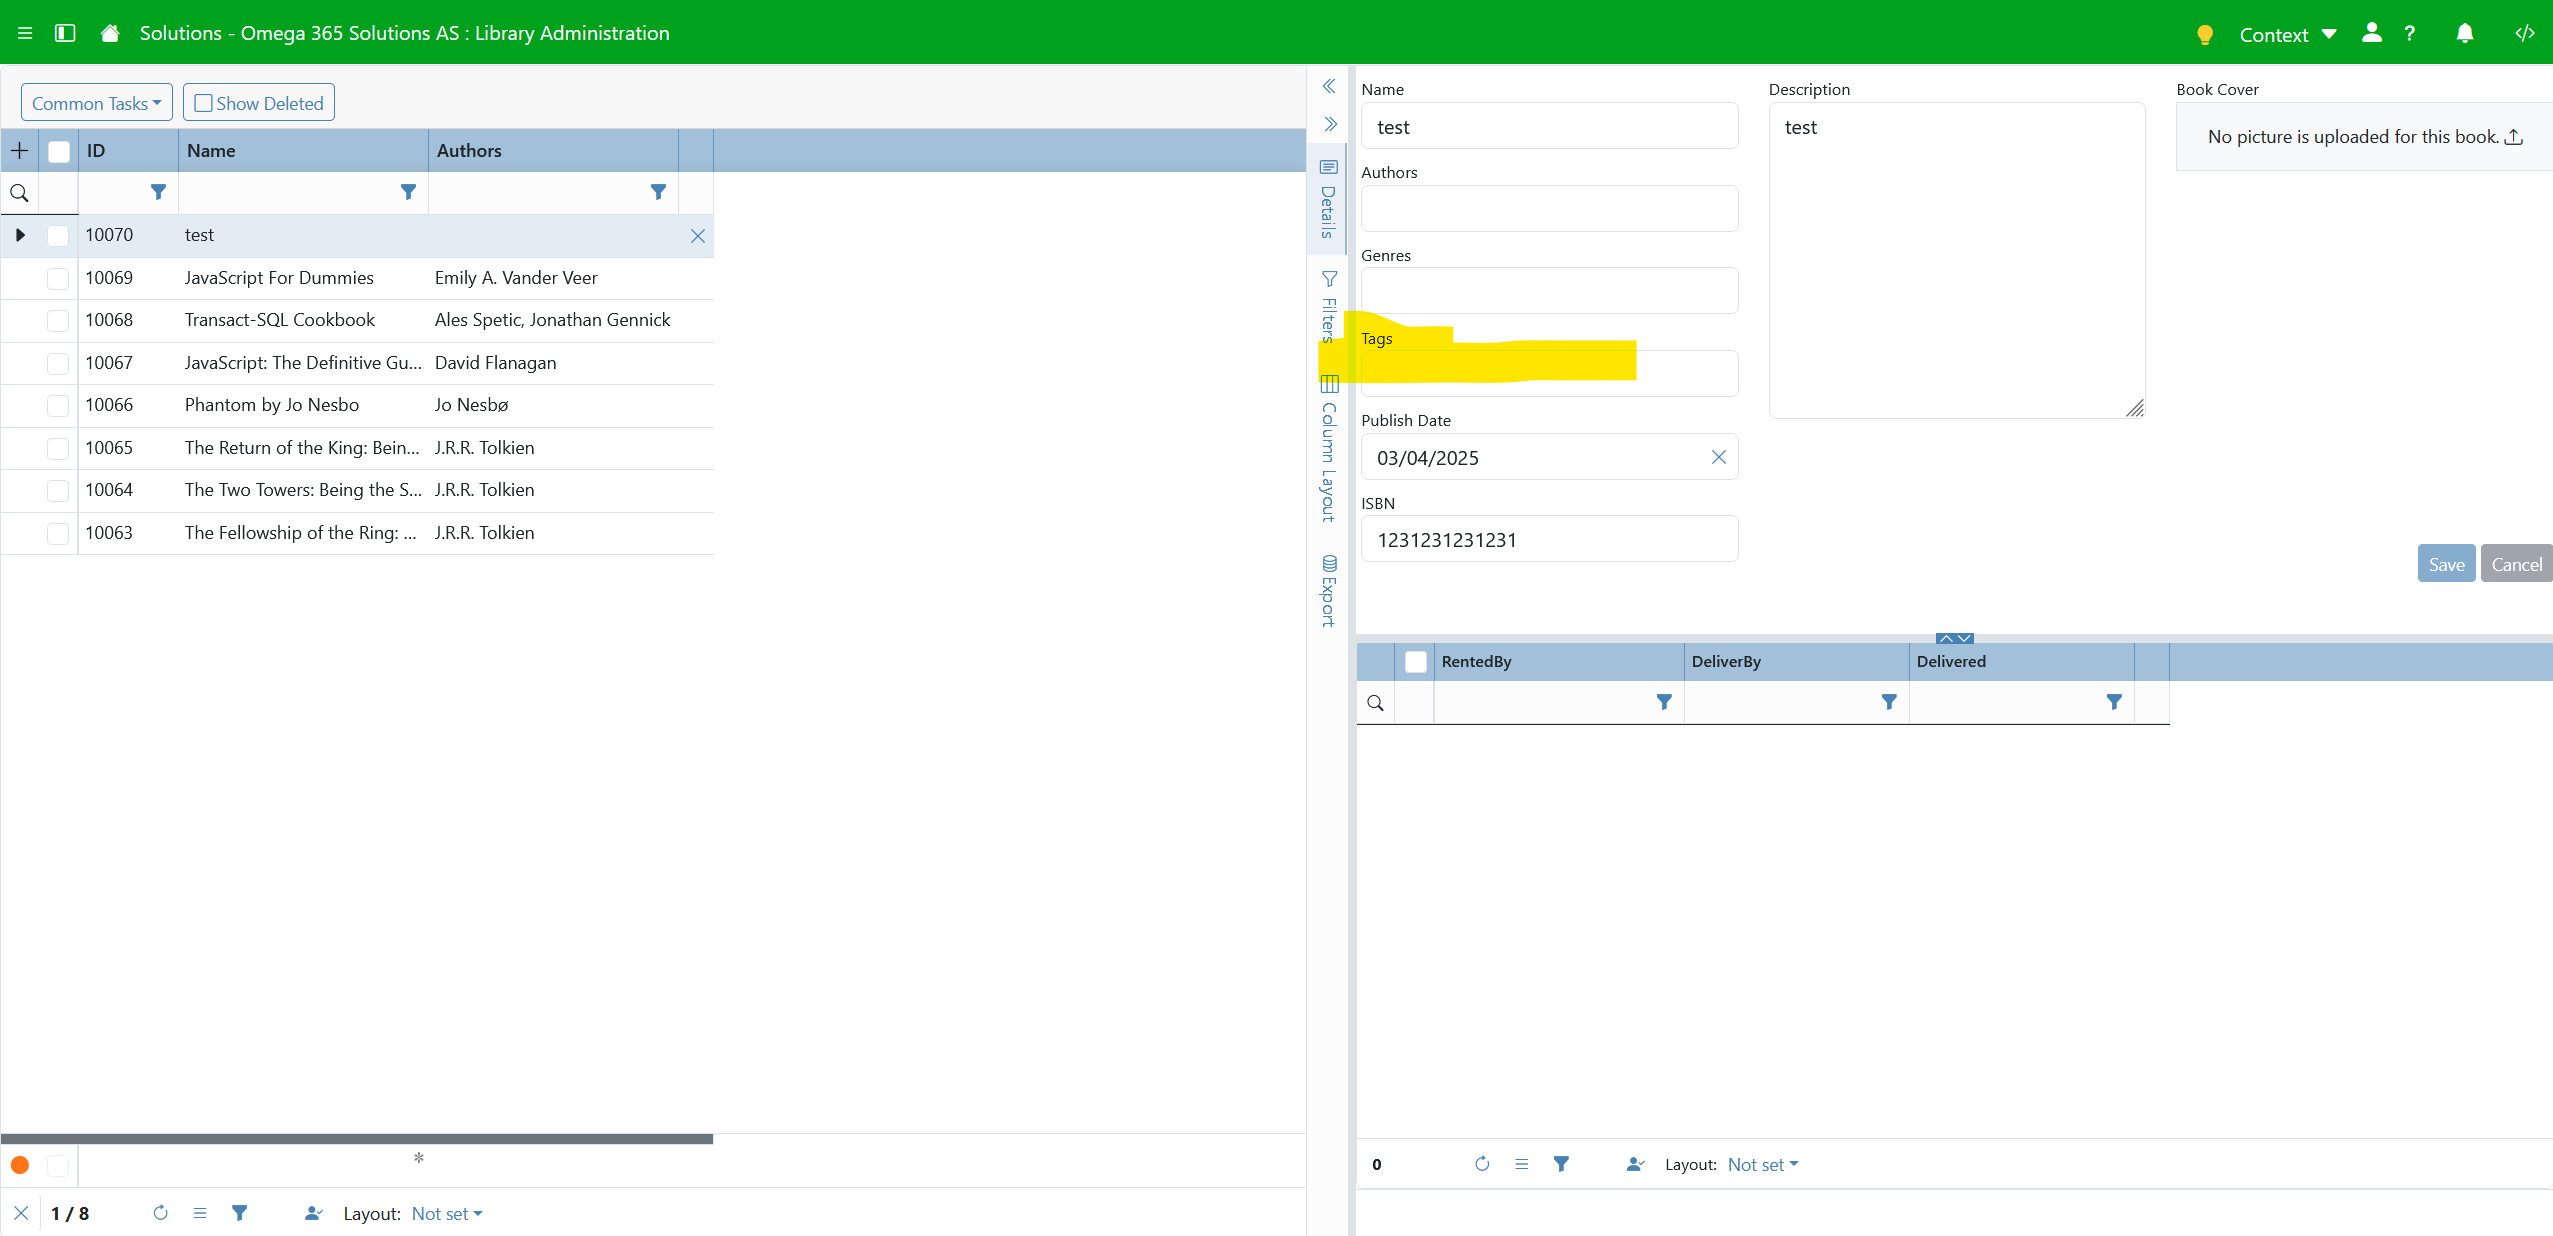 Solutions - Omega 365 Solutions AS : Library Administration
Context
?
Common Tasks
Show Deleted
ID Name Authors
10070 test
10069 JavaScript For Dummies Emily A. Vander Veer
10068 Transact-SQL Cookbook Ales Spetic, Jonathan Gennick
10067 JavaScript: The Definitive Gu... David Flanagan
10066 Phantom by Jo Nesbo Jo Nesbø
10065 The Return of the King: Bein... J.R.R. Tolkien
10064 The Two Towers: Being the S... J.R.R. Tolkien
10063 The Fellowship of the Ring: ... J.R.R. Tolkien
*
1 / 8
Layout: Not set
Details
Filters
Column Layout
Export
Name
test
Authors
Genres
Tags
Publish Date
03/04/2025
ISBN
1231231231231
Description
test
Book Cover
No picture is uploaded for this book.
Save Cancel
RentedBy DeliverBy Delivered
0
Layout: Not set